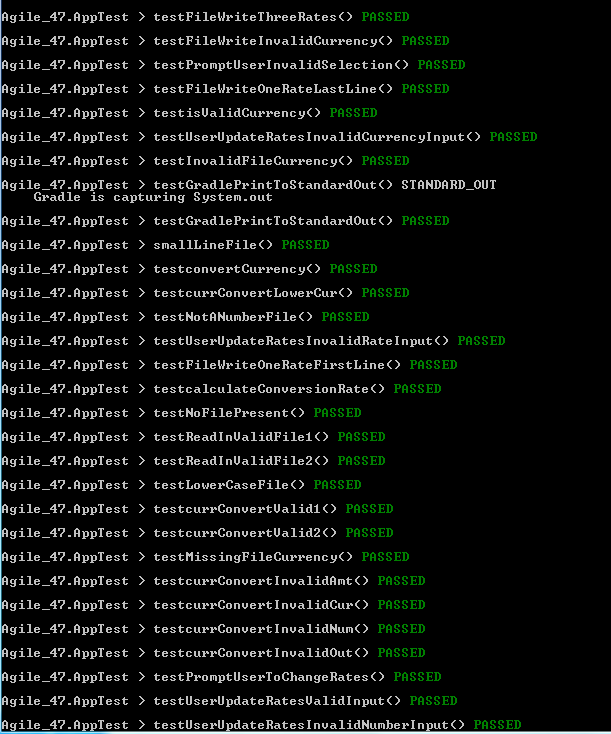 Agile_47.AppTest > testFileWriteThreeRates() PASSED
Agile_47.AppTest > testFileWriteInvalidCurrency() PASSED
Agile_47.AppTest > testPromptUserInvalidSelection() PASSED
Agile_47.AppTest > testFileWriteOneRateLastLine() PASSED
Agile_47.AppTest > testisValidCurrency() PASSED
Agile_47.AppTest > testUserUpdateRatesInvalidCurrencyInput() PASSED
Agile_47.AppTest > testInvalidFileCurrency() PASSED
Agile_47.AppTest > testGradlePrintToStandardOut() STANDARD_OUT
Gradle is capturing System.out
Agile_47.AppTest > testGradlePrintToStandardOut() PASSED
Agile_47.AppTest > smallLineFile() PASSED
Agile_47.AppTest > testconvertCurrency() PASSED
Agile_47.AppTest > testcurrConvertLowerCur() PASSED
Agile_47.AppTest > testNotANumberFile() PASSED
Agile_47.AppTest > testUserUpdateRatesInvalidRateInput() PASSED
Agile_47.AppTest > testFileWriteOneRateFirstLine() PASSED
Agile_47.AppTest > testcalculateConversionRate() PASSED
Agile_47.AppTest > testNoFilePresent() PASSED
Agile_47.AppTest > testReadInValidFile1() PASSED
Agile_47.AppTest > testReadInValidFile2() PASSED
Agile_47.AppTest > testLowerCaseFile() PASSED
Agile_47.AppTest > testcurrConvertValid1() PASSED
Agile_47.AppTest > testcurrConvertValid2() PASSED
Agile_47.AppTest > testMissingFileCurrency() PASSED
Agile_47.AppTest > testcurrConvertInvalidAmt() PASSED
Agile_47.AppTest > testcurrConvertInvalidCur() PASSED
Agile_47.AppTest > testcurrConvertInvalidNum() PASSED
Agile_47.AppTest > testcurrConvertInvalidOut() PASSED
Agile_47.AppTest > testPromptUserToChangeRates() PASSED
Agile_47.AppTest > testUserUpdateRatesValidInput() PASSED
Agile_47.AppTest > testUserUpdateRatesInvalidNumberInput() PASSED